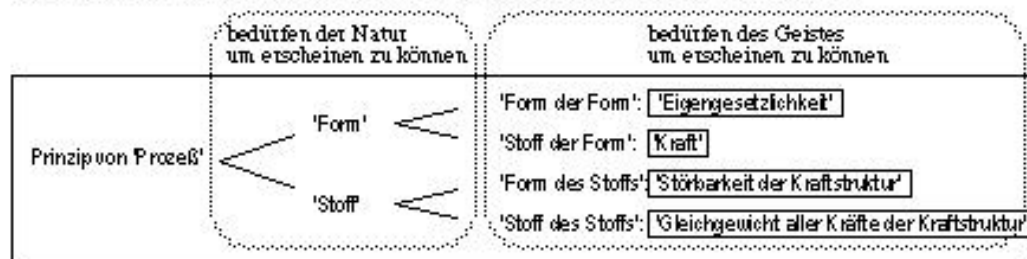 bedürfen der Natur
um erscheinen zu können
bedürfen des Geistes
um erscheinen zu können
Prinzip von 'Prozeß'
'Form'
'Stoff'
'Form der Form': 'Eigengesetzlichkeit'
'Stoff der Form': 'Kraft'
'Form des Stoffs': 'Störbarkeit der Kraftstruktur'
'Stoff des Stoffs': 'Gleichgewicht aller Kräfte der Kraftstruktur'